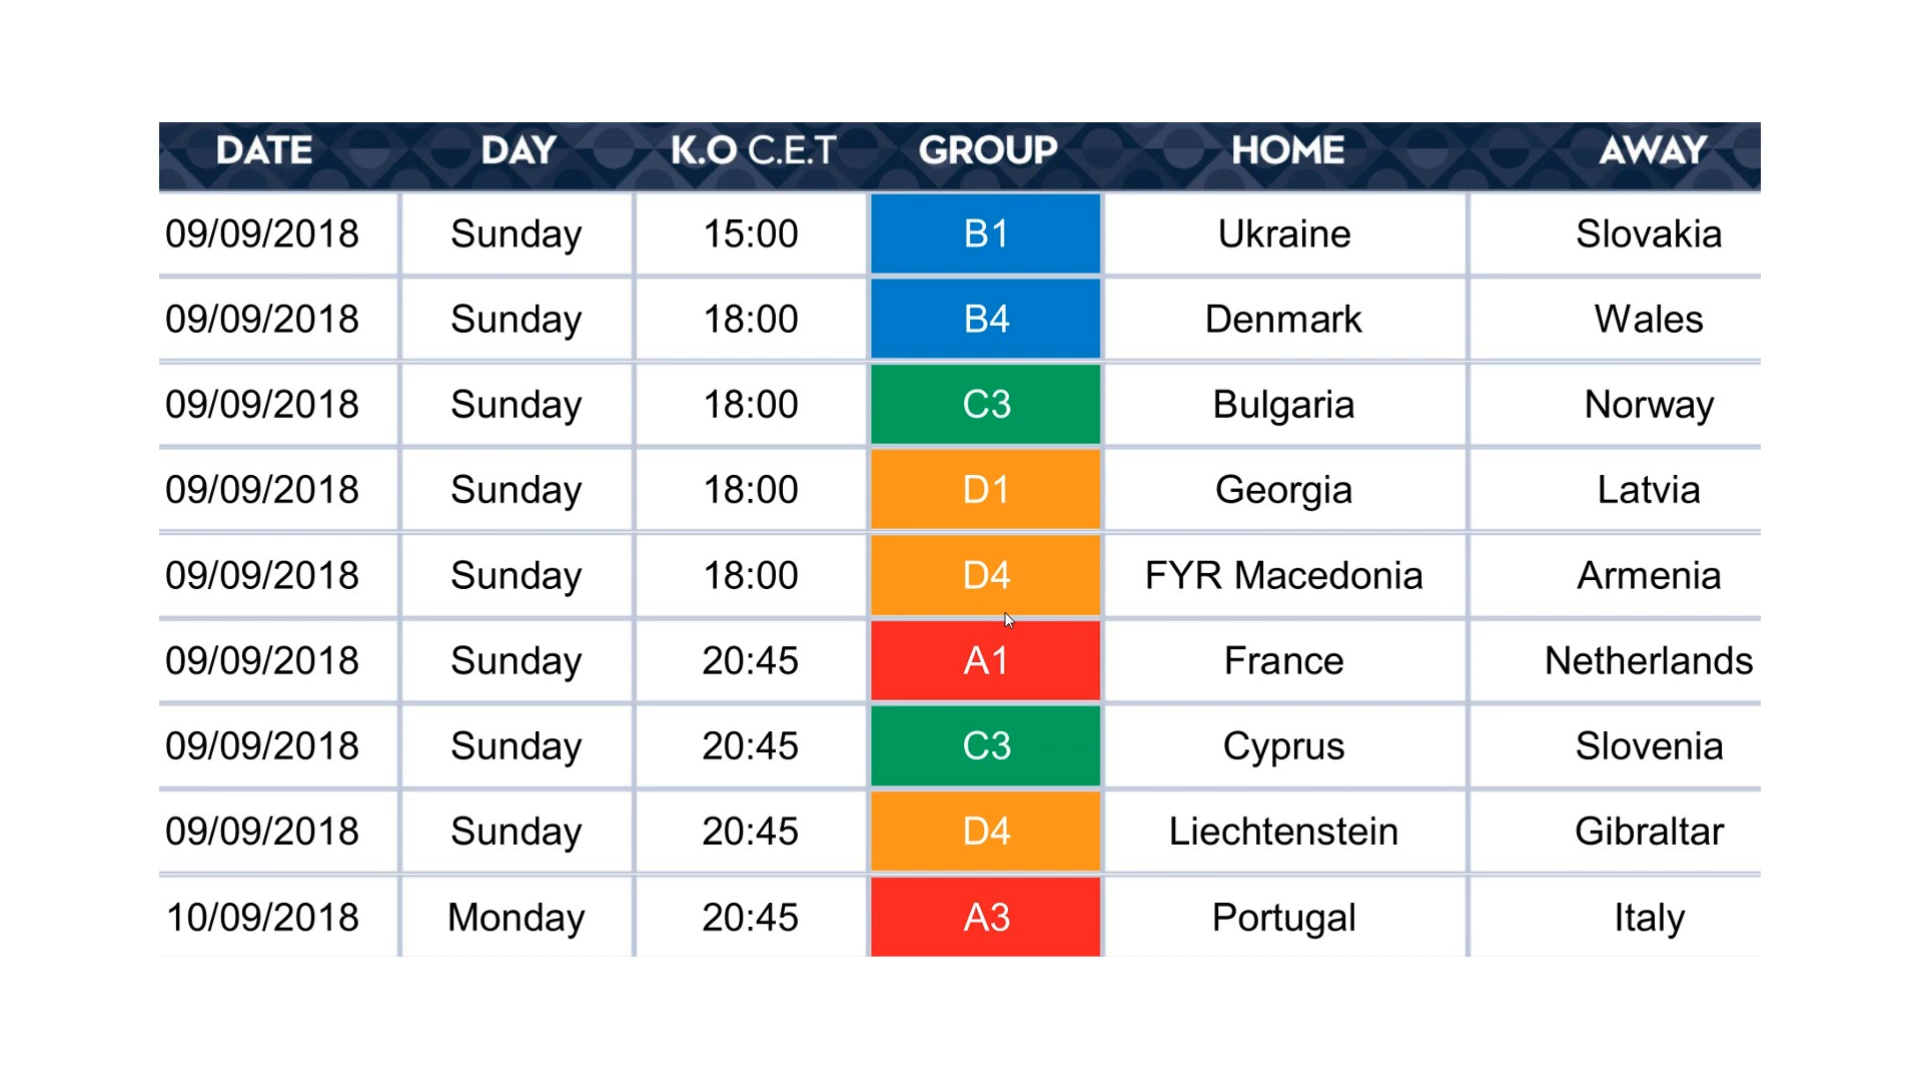 DATE DAY K.O C.E.T GROUP HOME AWAY
09/09/2018 Sunday 15:00 B1 Ukraine Slovakia
09/09/2018 Sunday 18:00 B4 Denmark Wales
09/09/2018 Sunday 18:00 C3 Bulgaria Norway
09/09/2018 Sunday 18:00 D1 Georgia Latvia
09/09/2018 Sunday 18:00 D4 FYR Macedonia Armenia
09/09/2018 Sunday 20:45 A1 France Netherlands
09/09/2018 Sunday 20:45 C3 Cyprus Slovenia
09/09/2018 Sunday 20:45 D4 Liechtenstein Gibraltar
10/09/2018 Monday 20:45 A3 Portugal Italy